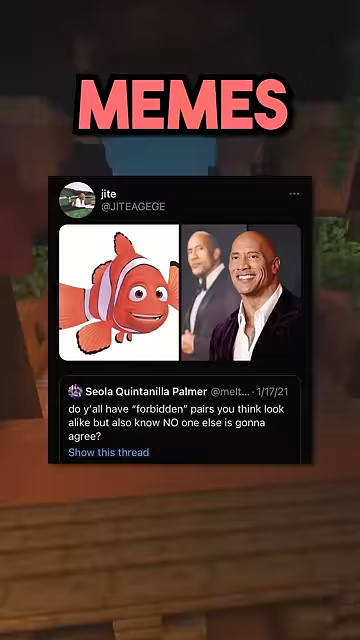 MEMES
jite
@JITEAGEGE
Seola Quintanilla Palmer @melt... · 1/17/21
do y'all have “forbidden” pairs you think look
alike but also know NO one else is gonna
agree?
Show this thread